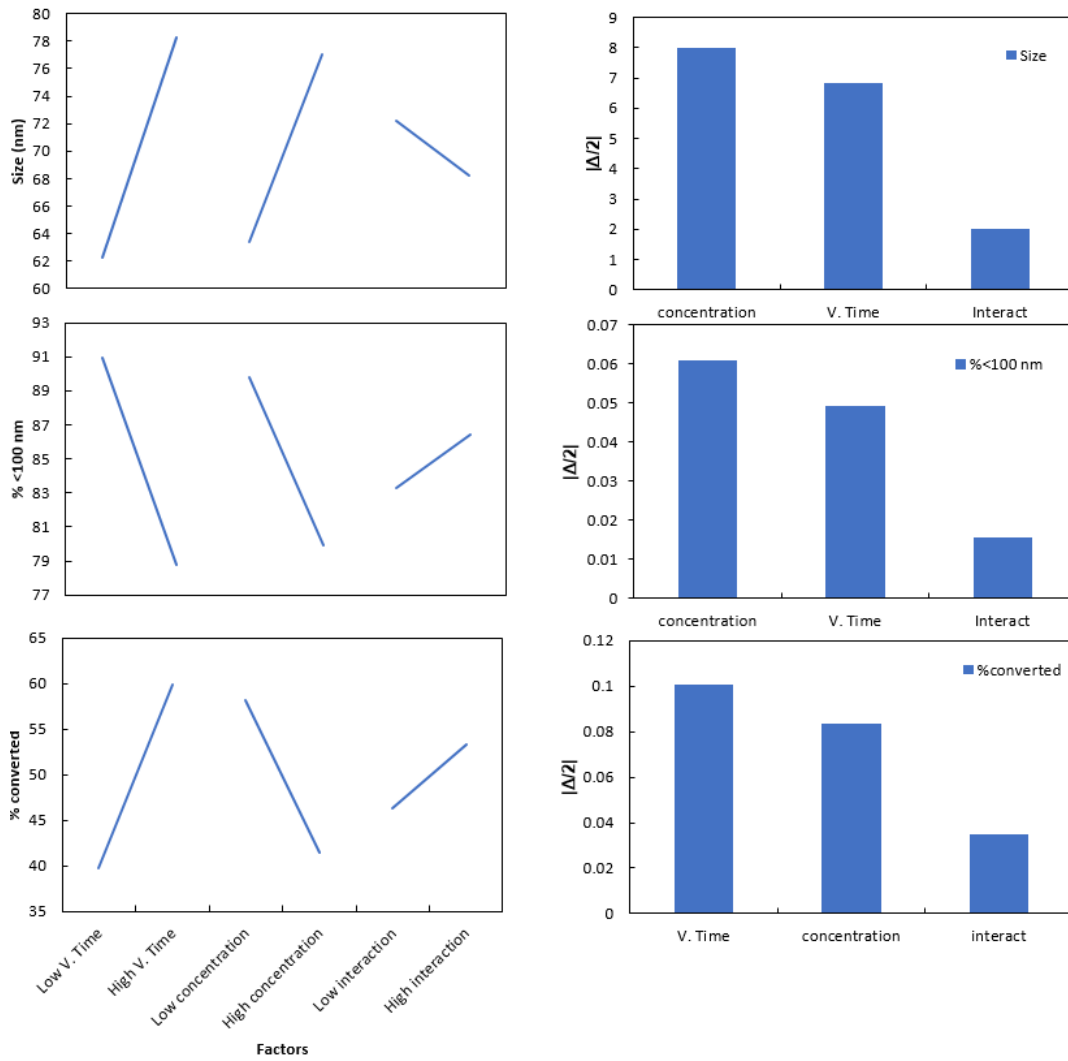 80
78
76
74
72
70
68
66
64
62
60
Size (nm)
9
8
7
6
5
4
3
2
1
0
|Δ/2|
Size
concentration V. Time Interact
93
91
89
87
85
83
81
79
77
% <100 nm
0.07
0.06
0.05
0.04
0.03
0.02
0.01
0
|Δ/2|
%<100 nm
concentration V. Time Interact
65
60
55
50
45
40
35
% converted
Low V. Time
High V. Time
Low concentration
High concentration
Low interaction
High interaction
Factors
0.12
0.1
0.08
0.06
0.04
0.02
0
|Δ/2|
%converted
V. Time concentration interact